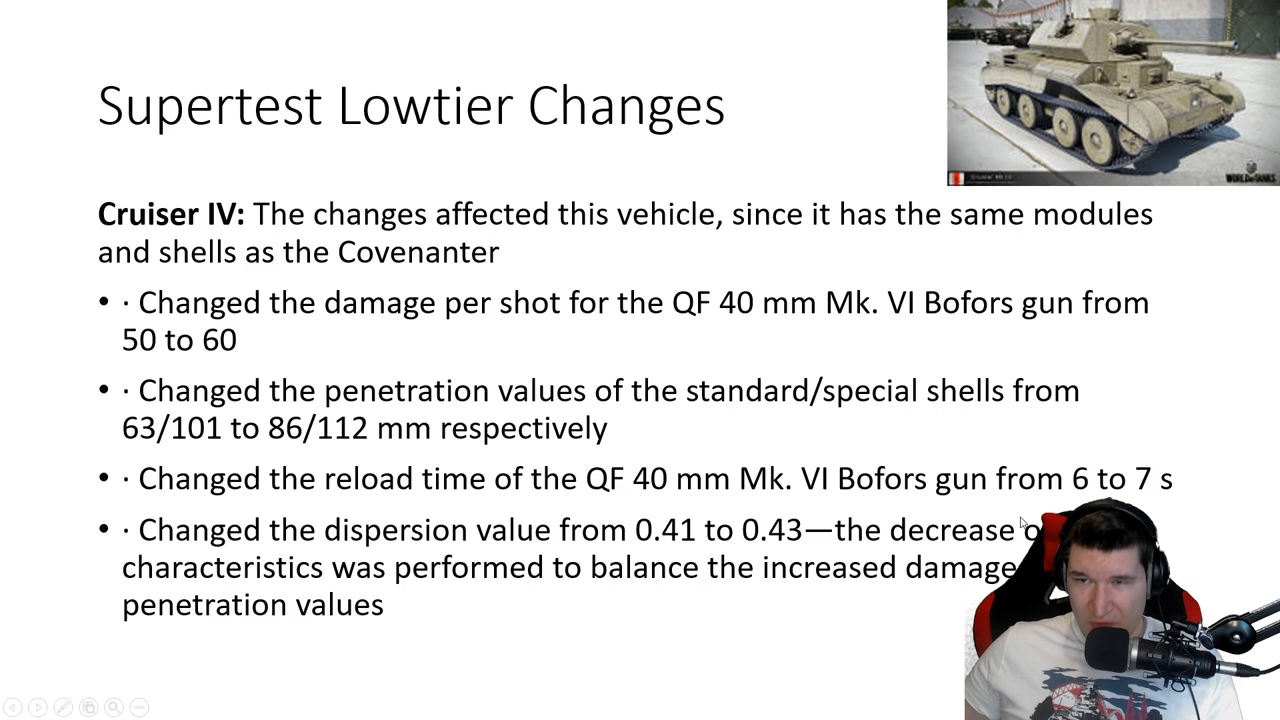 Supertest Lowtier Changes
WORLD OF TANKS
Cruiser IV: The changes affected this vehicle, since it has the same modules
and shells as the Covenanter
• · Changed the damage per shot for the QF 40 mm Mk. VI Bofors gun from
50 to 60
• · Changed the penetration values of the standard/special shells from
63/101 to 86/112 mm respectively
• · Changed the reload time of the QF 40 mm Mk. VI Bofors gun from 6 to 7 s
• · Changed the dispersion value from 0.41 to 0.43—the decrease
characteristics was performed to balance the increased damage
penetration values